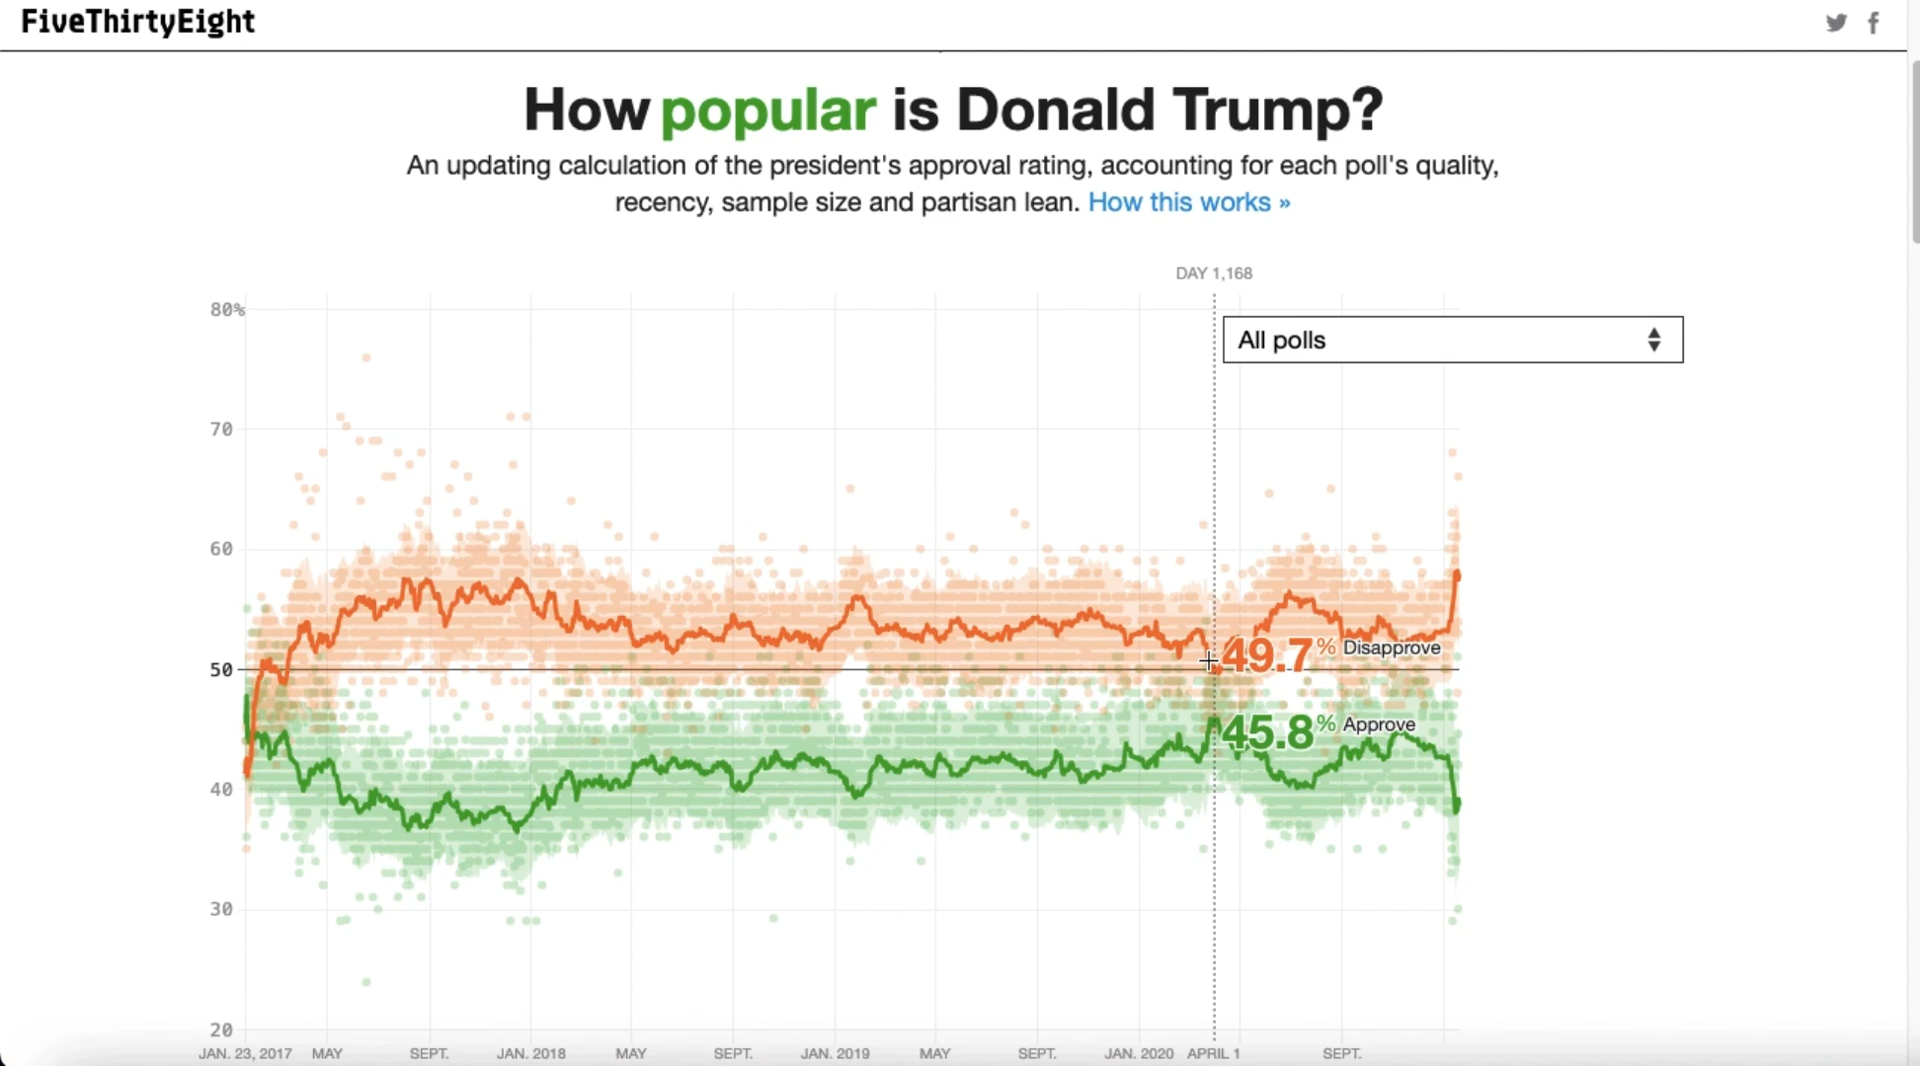 FiveThirtyEight
How popular is Donald Trump?
An updating calculation of the president's approval rating, accounting for each poll's quality,
recency, sample size and partisan lean. How this works »
DAY 1,168
80%
All polls
70
60
50
49.7% Disapprove
45.8% Approve
40
30
20
JAN. 23, 2017 MAY SEPT. JAN. 2018 MAY SEPT. JAN. 2019 MAY SEPT. JAN. 2020 APRIL 1 SEPT.